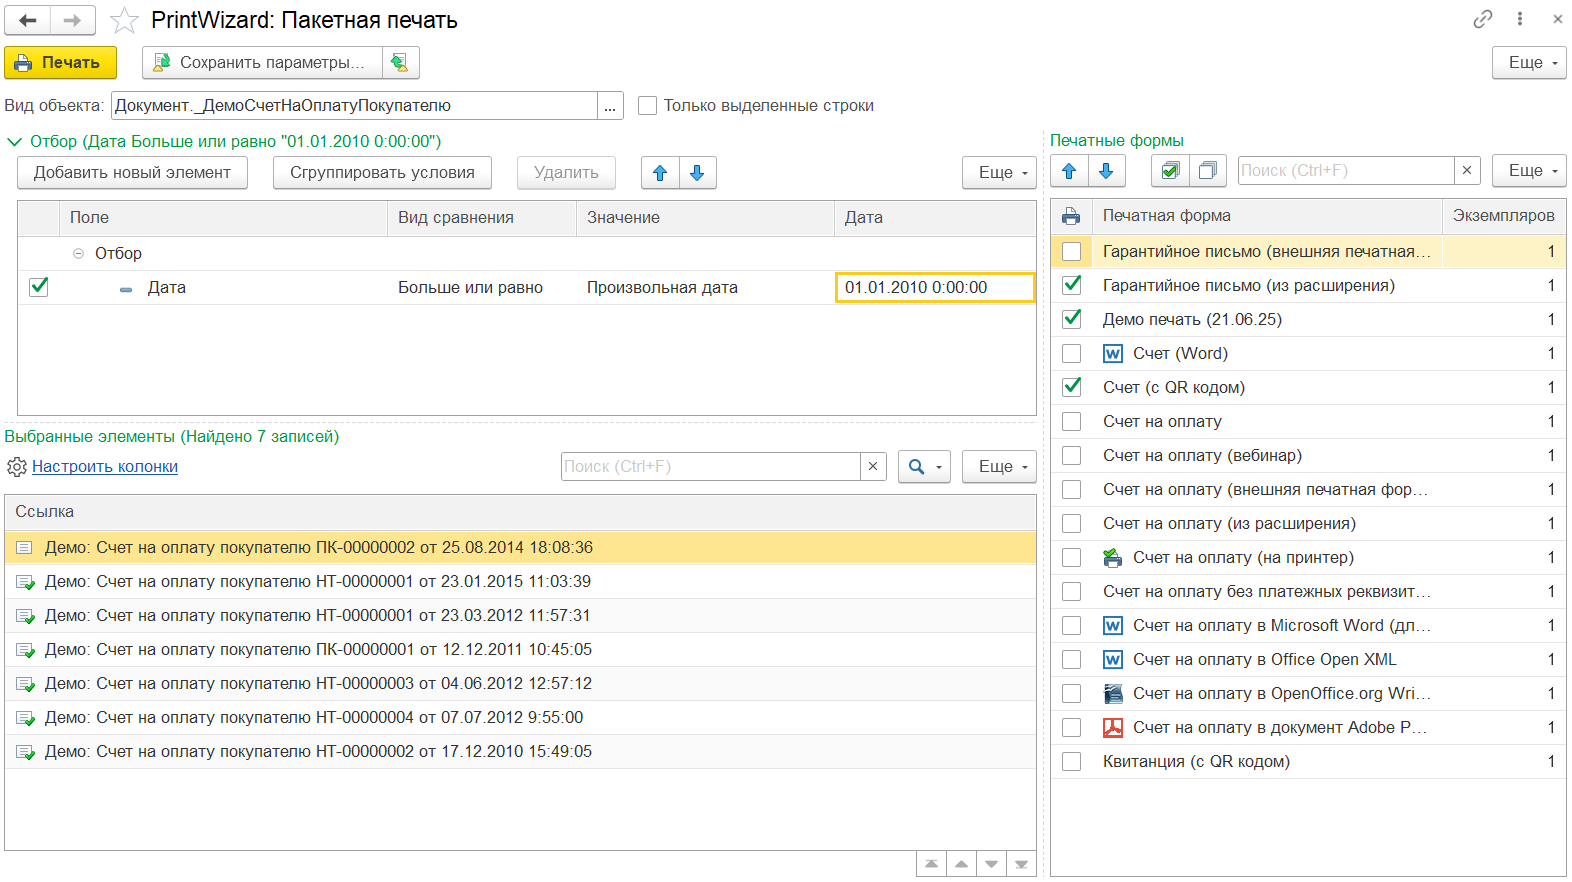 PrintWizard: Пакетная печать
Печать
Сохранить параметры...
Еще
Вид объекта:
Документ._ДемоСчетНаОплатуПокупателю
...
Только выделенные строки
Отбор (Дата Больше или равно "01.01.2010 0:00:00")
Добавить новый элемент
Сгруппировать условия
Удалить
Еще
Поле
Вид сравнения
Значение
Дата
Отбор
Дата
Больше или равно
Произвольная дата
01.01.2010 0:00:00
Выбранные элементы (Найдено 7 записей)
Настроить колонки
Поиск (Ctrl+F)
Еще
Ссылка
Демо: Счет на оплату покупателю ПК-00000002 от 25.08.2014 18:08:36
Демо: Счет на оплату покупателю НТ-00000001 от 23.01.2015 11:03:39
Демо: Счет на оплату покупателю НТ-00000001 от 23.03.2012 11:57:31
Демо: Счет на оплату покупателю ПК-00000001 от 12.12.2011 10:45:05
Демо: Счет на оплату покупателю НТ-00000003 от 04.06.2012 12:57:12
Демо: Счет на оплату покупателю НТ-00000004 от 07.07.2012 9:55:00
Демо: Счет на оплату покупателю НТ-00000002 от 17.12.2010 15:49:05
Печатные формы
Поиск (Ctrl+F)
Еще
Печатная форма
Экземпляров
Гарантийное письмо (внешняя печатная... 1
Гарантийное письмо (из расширения) 1
Демо печать (21.06.25) 1
Счет (Word) 1
Счет (с QR кодом) 1
Счет на оплату 1
Счет на оплату (вебинар) 1
Счет на оплату (внешняя печатная фор... 1
Счет на оплату (из расширения) 1
Счет на оплату (на принтер) 1
Счет на оплату без платежных реквизит... 1
Счет на оплату в Microsoft Word (дл... 1
Счет на оплату в Office Open XML 1
Счет на оплату в OpenOffice.org Wri... 1
Счет на оплату в документ Adobe P... 1
Квитанция (с QR кодом) 1